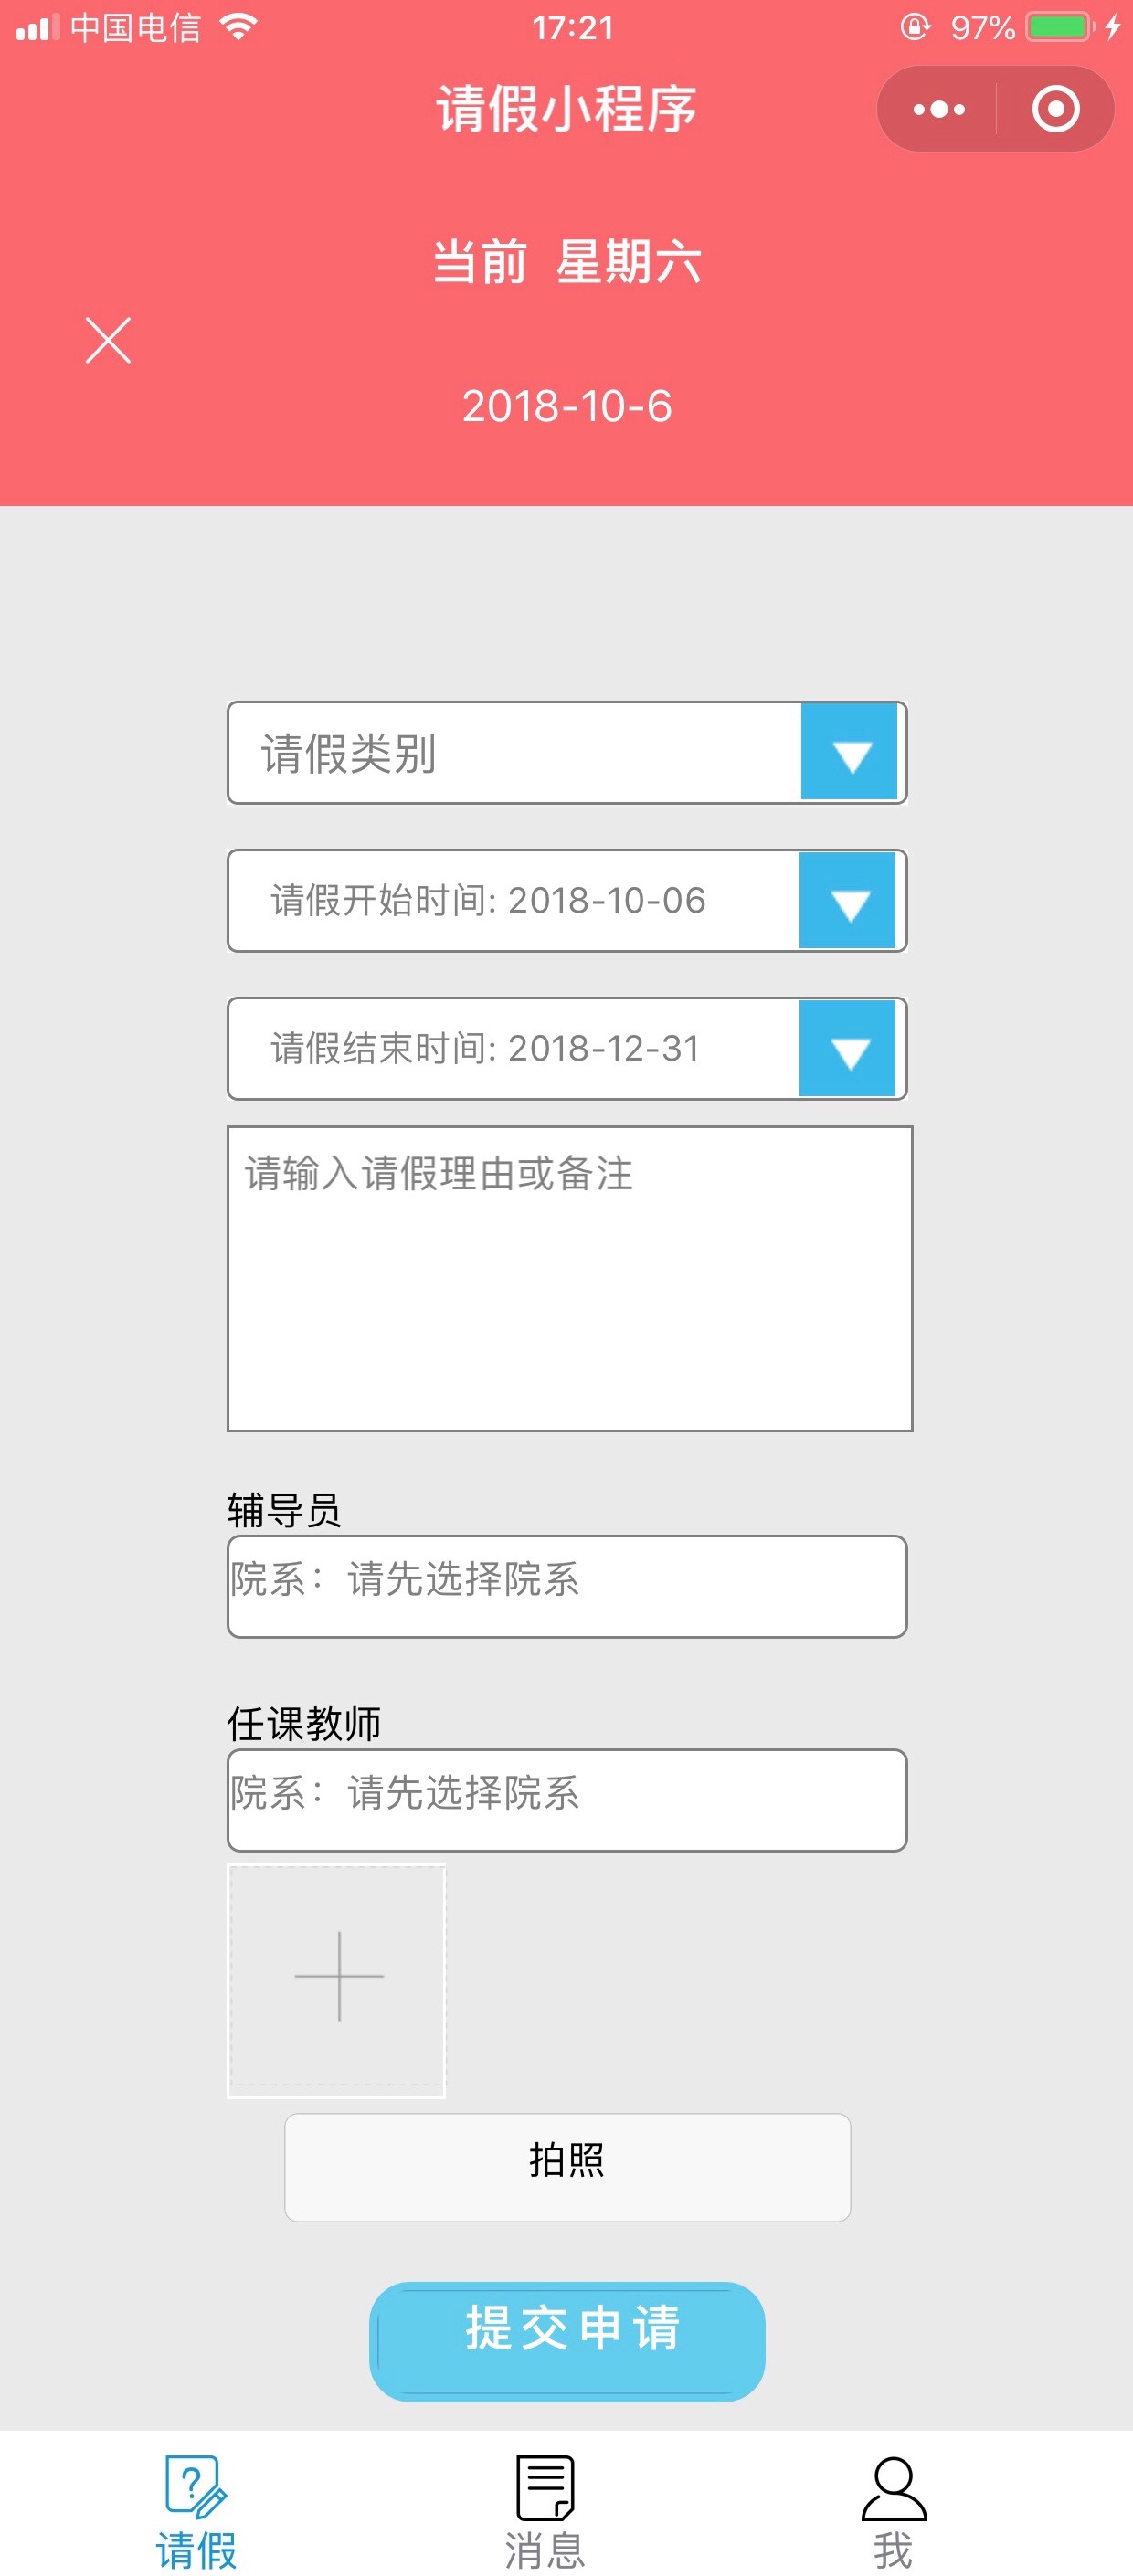 中国电信 17:21 97%
请假小程序
当前 星期六
2018-10-6
请假类别
请假开始时间: 2018-10-06
请假结束时间: 2018-12-31
请输入请假理由或备注
辅导员
院系：请先选择院系
任课教师
院系：请先选择院系
拍照
提交申请
请假 消息 我